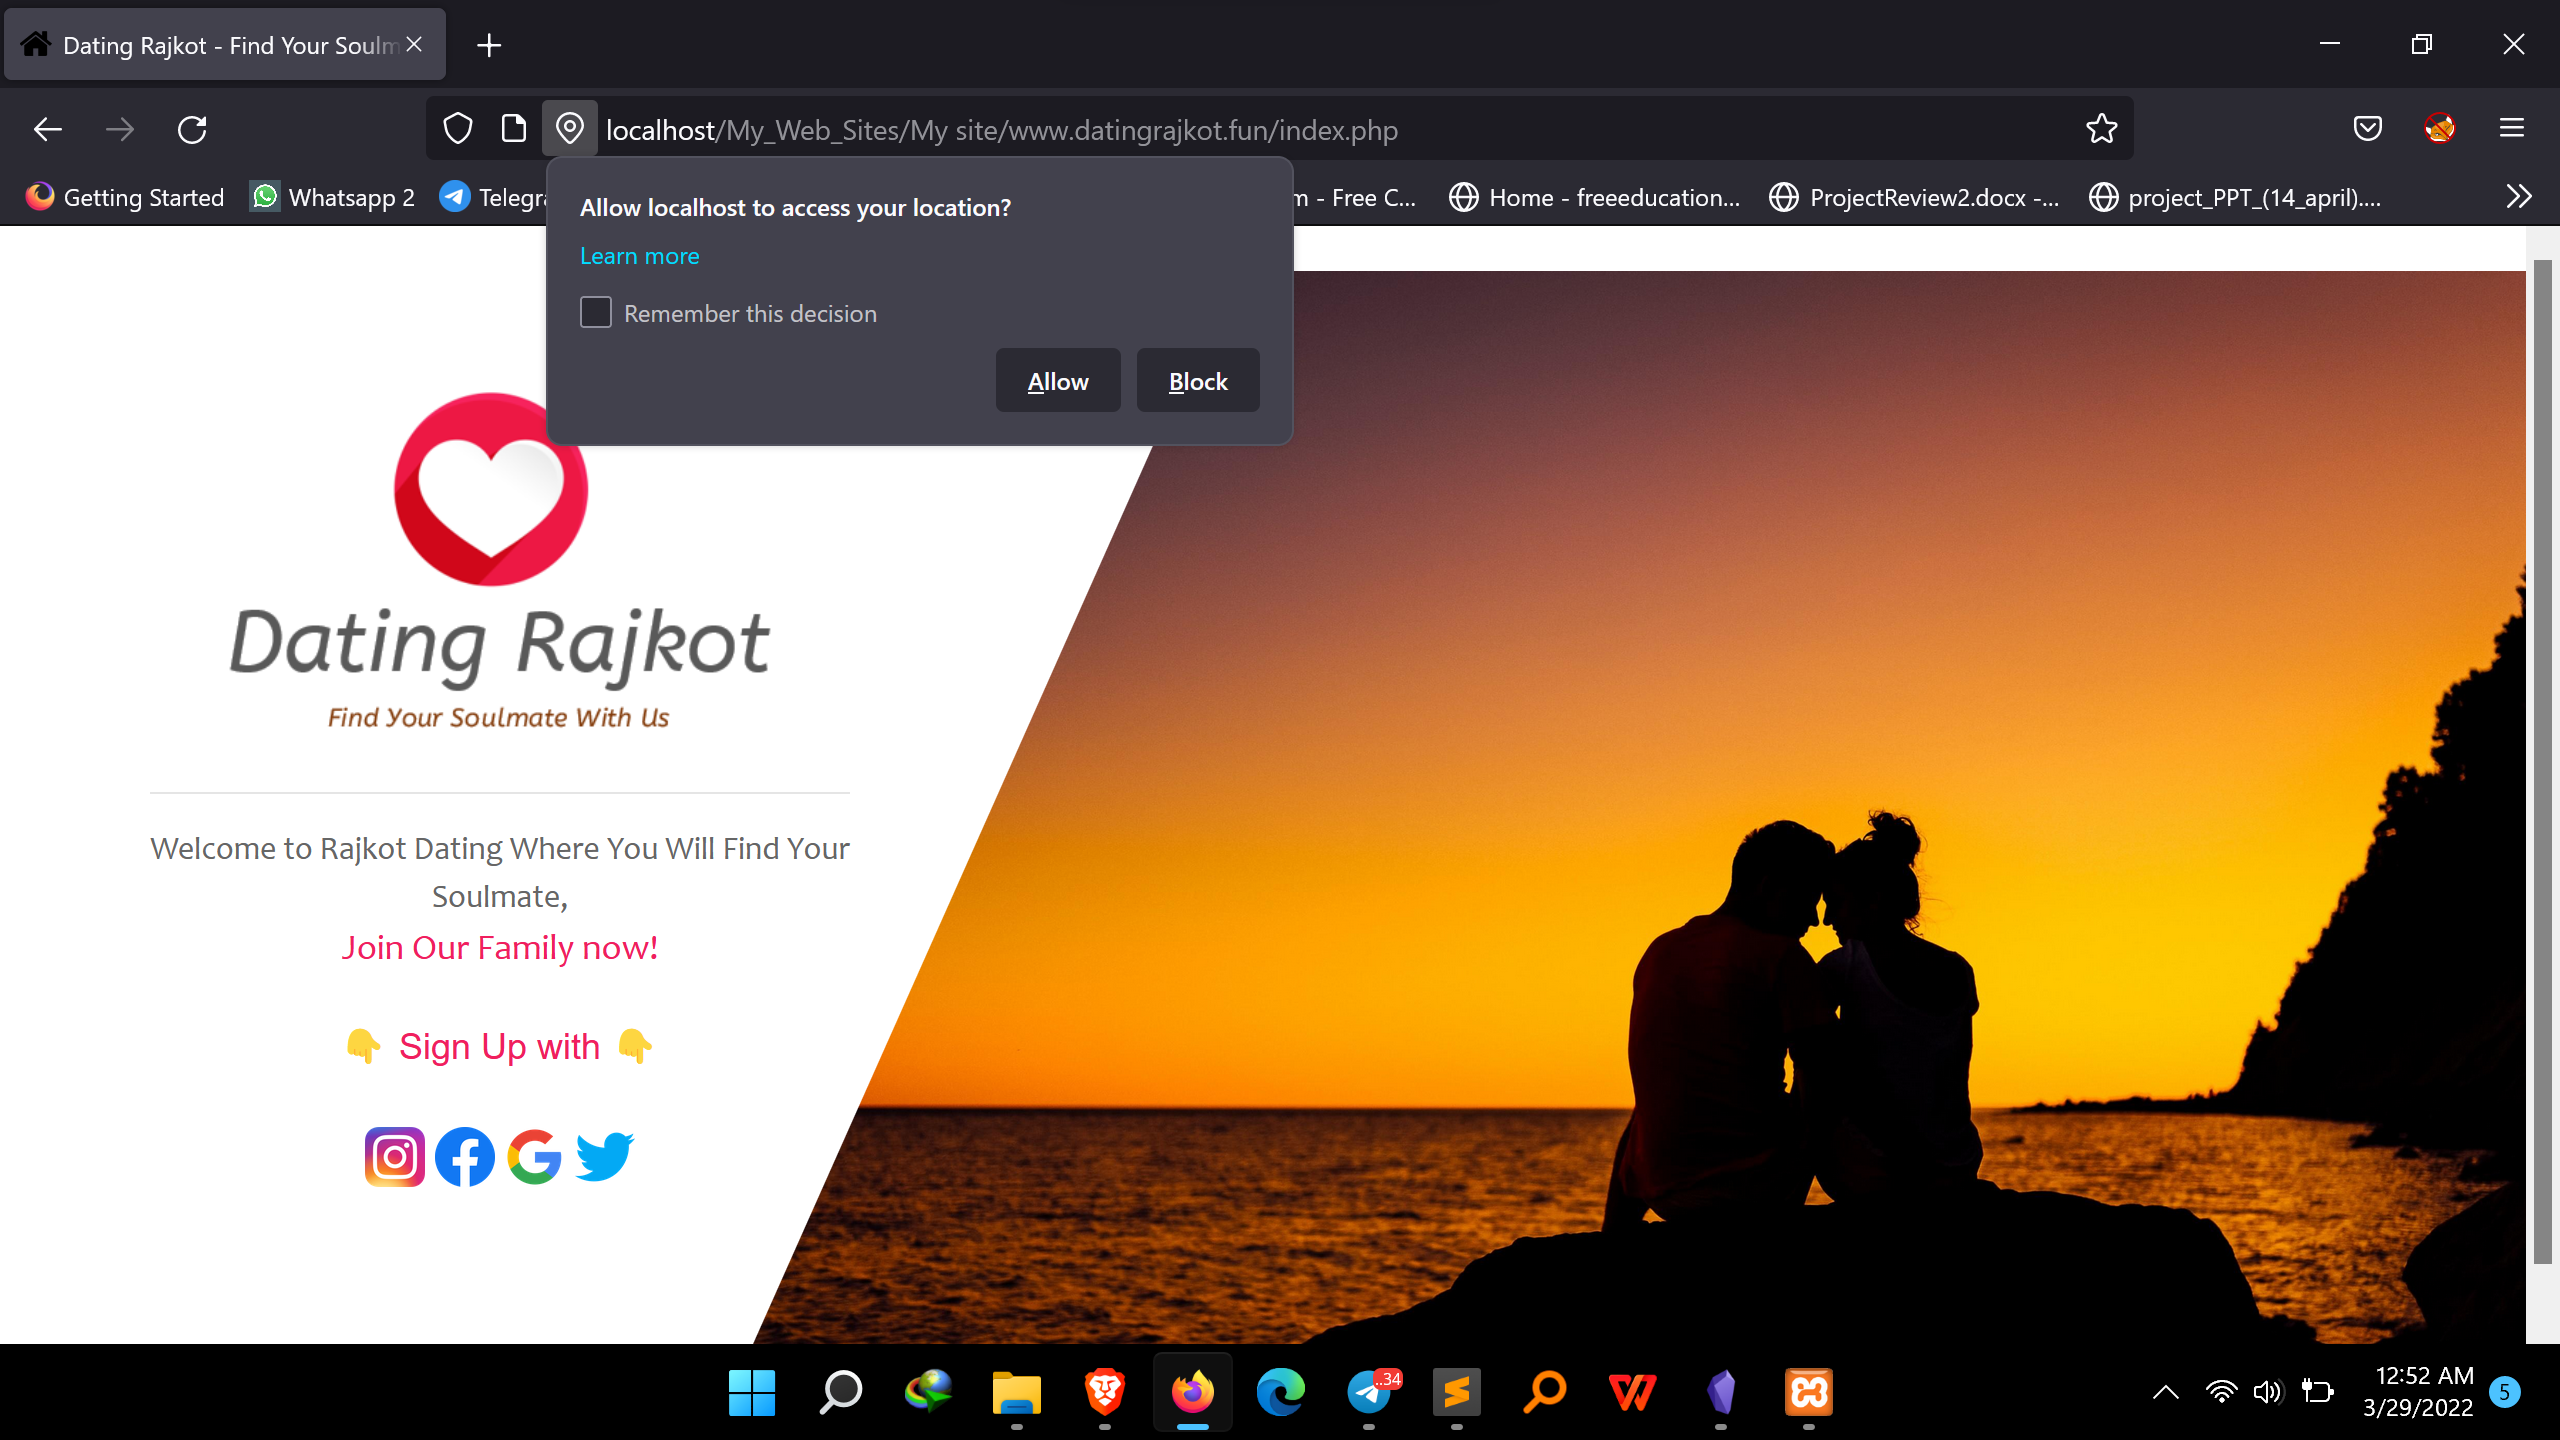 Dating Rajkot - Find Your Soulm
localhost/My_Web_Sites/My site/www.datingrajkot.fun/index.php
Getting Started
Whatsapp 2
Telegra
m - Free C...
Home - freeeducation...
ProjectReview2.docx -...
project_PPT_(14_april)....
Allow localhost to access your location?
Learn more
Remember this decision
Allow
Block
Dating Rajkot
Find Your Soulmate With Us
Welcome to Rajkot Dating Where You Will Find Your
Soulmate,
Join Our Family now!
👇 Sign Up with 👇
..34
12:52 AM
3/29/2022
5